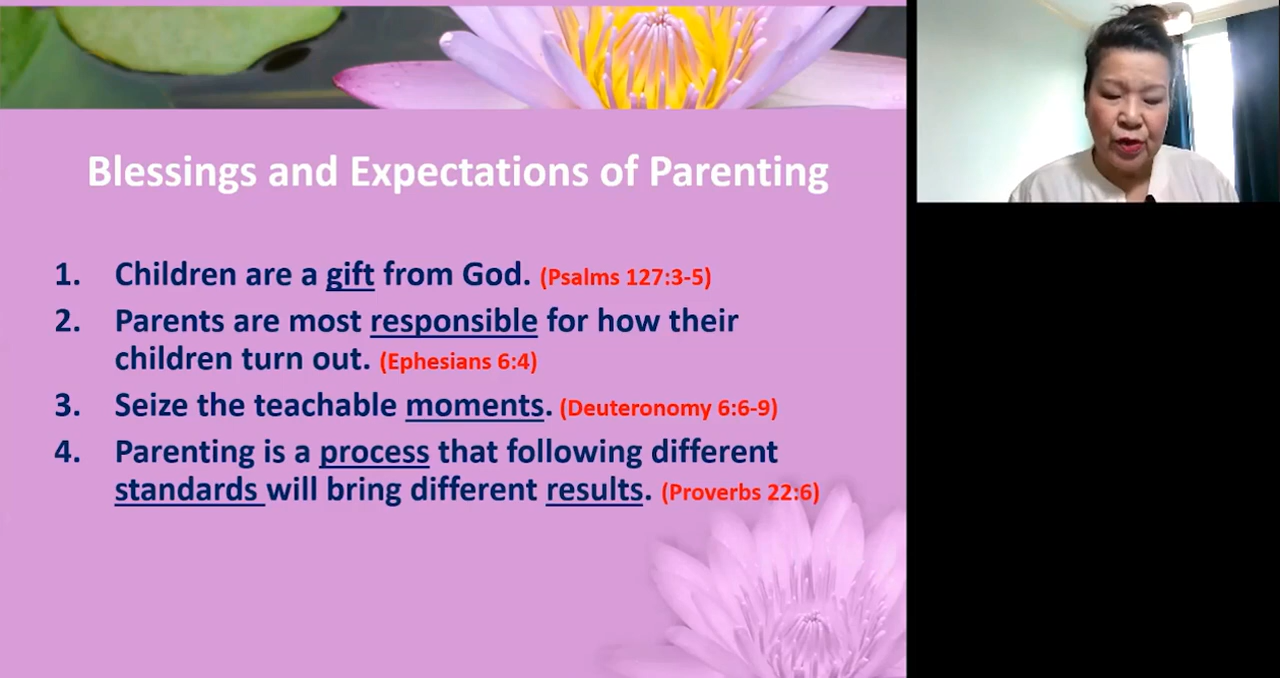 Blessings and Expectations of Parenting
1. Children are a gift from God. (Psalms 127:3-5)
2. Parents are most responsible for how their
children turn out. (Ephesians 6:4)
3. Seize the teachable moments. (Deuteronomy 6:6-9)
4. Parenting is a process that following different
standards will bring different results. (Proverbs 22:6)